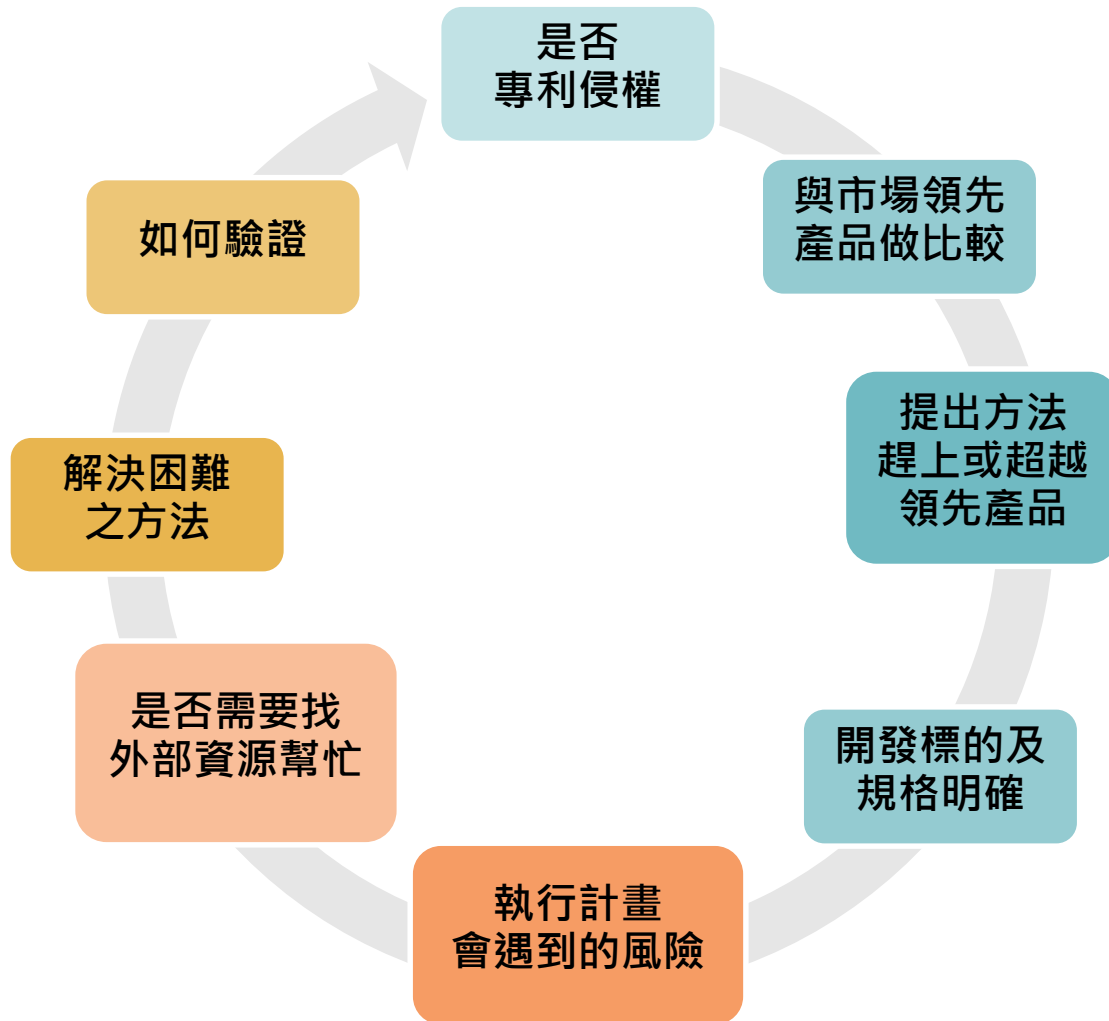 是否
專利侵權
與市場領先
產品做比較
提出方法
趕上或超越
領先產品
開發標的及
規格明確
執行計畫
會遇到的風險
是否需要找
外部資源幫忙
解決困難
之方法
如何驗證